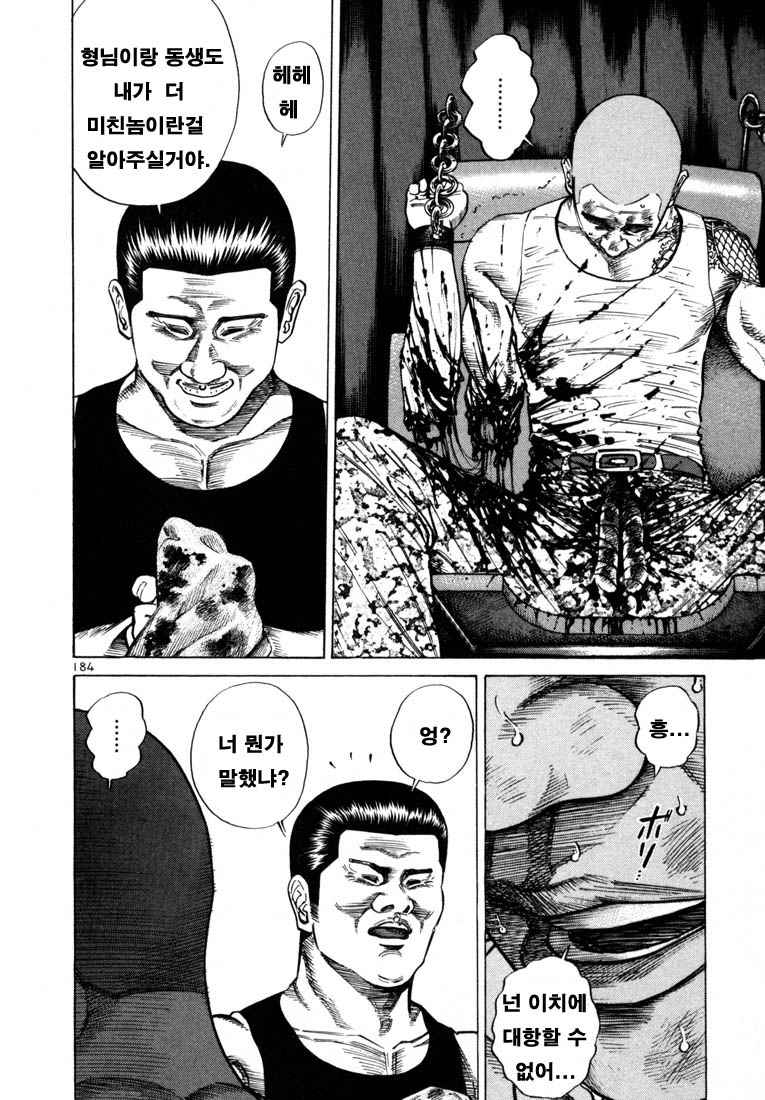 ……
헤헤
헤
형님이랑 동생도
내가 더
미친놈이란걸
알아주실거야.
184
흥...
ボリ…
넌 이치에
대항할 수
없어...
엉?
너 뭔가
말했냐?
……